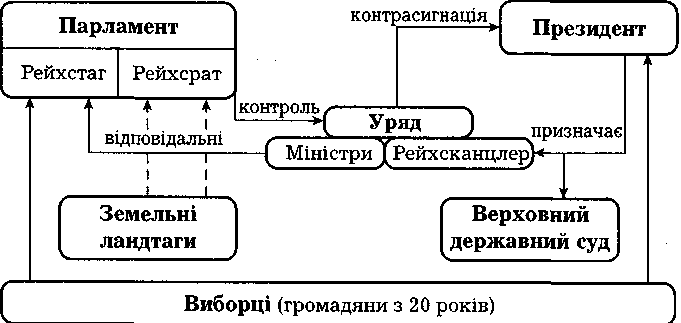 контрасигнація
Парламент
Президент
Рейхстаг
Рейхсрат
контроль
Уряд
призначає
відповідальні
Міністри
Рейхсканцлер
Земельні
ландтаги
Верховний
державний суд
Виборці (громадяни з 20 років)